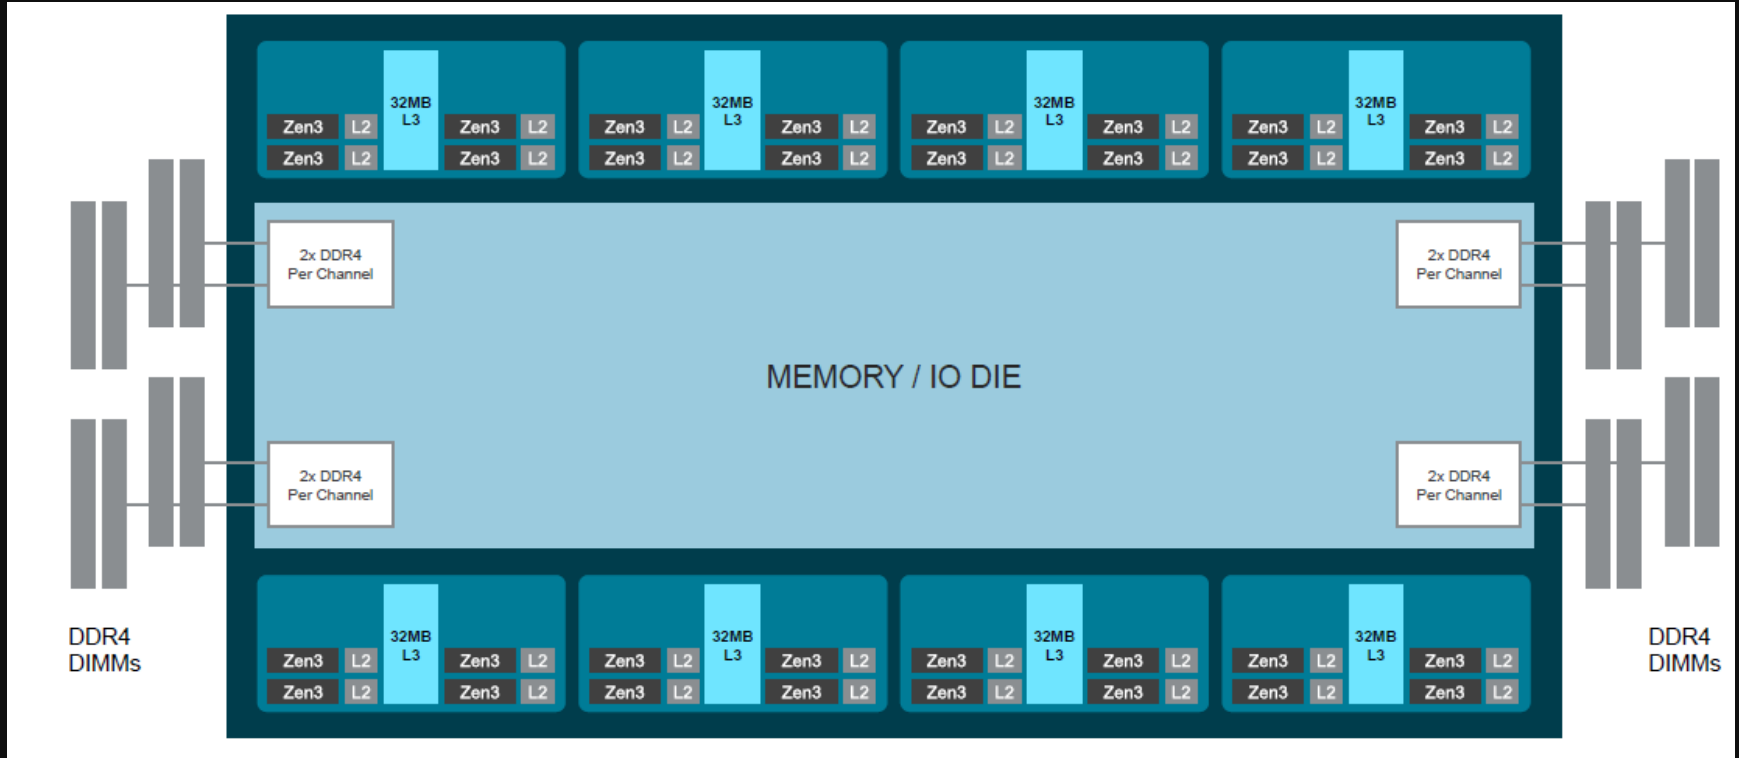 32MB
L3
Zen3 L2 Zen3 L2
Zen3 L2 Zen3 L2
32MB
L3
Zen3 L2 Zen3 L2
Zen3 L2 Zen3 L2
32MB
L3
Zen3 L2 Zen3 L2
Zen3 L2 Zen3 L2
32MB
L3
Zen3 L2 Zen3 L2
Zen3 L2 Zen3 L2
2x DDR4
Per Channel
2x DDR4
Per Channel
MEMORY / IO DIE
2x DDR4
Per Channel
2x DDR4
Per Channel
32MB
L3
Zen3 L2 Zen3 L2
Zen3 L2 Zen3 L2
32MB
L3
Zen3 L2 Zen3 L2
Zen3 L2 Zen3 L2
32MB
L3
Zen3 L2 Zen3 L2
Zen3 L2 Zen3 L2
32MB
L3
Zen3 L2 Zen3 L2
Zen3 L2 Zen3 L2
DDR4
DIMMs
DDR4
DIMMs